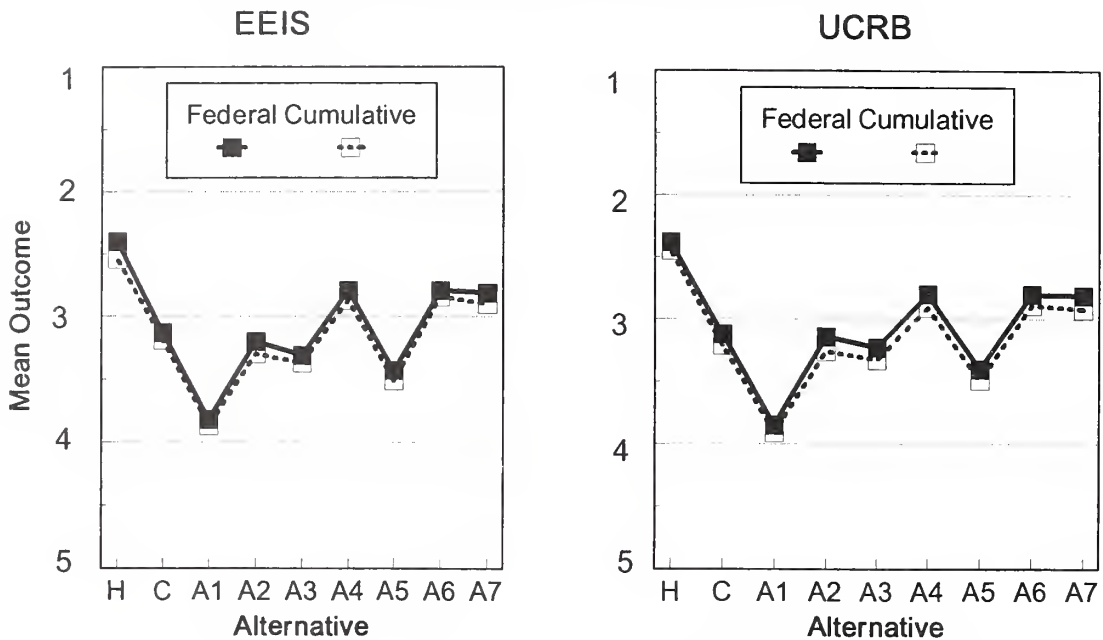 EEIS
UCRB
1
2
3
4
5
Mean Outcome
Federal Cumulative
H C A1 A2 A3 A4 A5 A6 A7
Alternative
1
2
3
4
5
Federal Cumulative
H C A1 A2 A3 A4 A5 A6 A7
Alternative